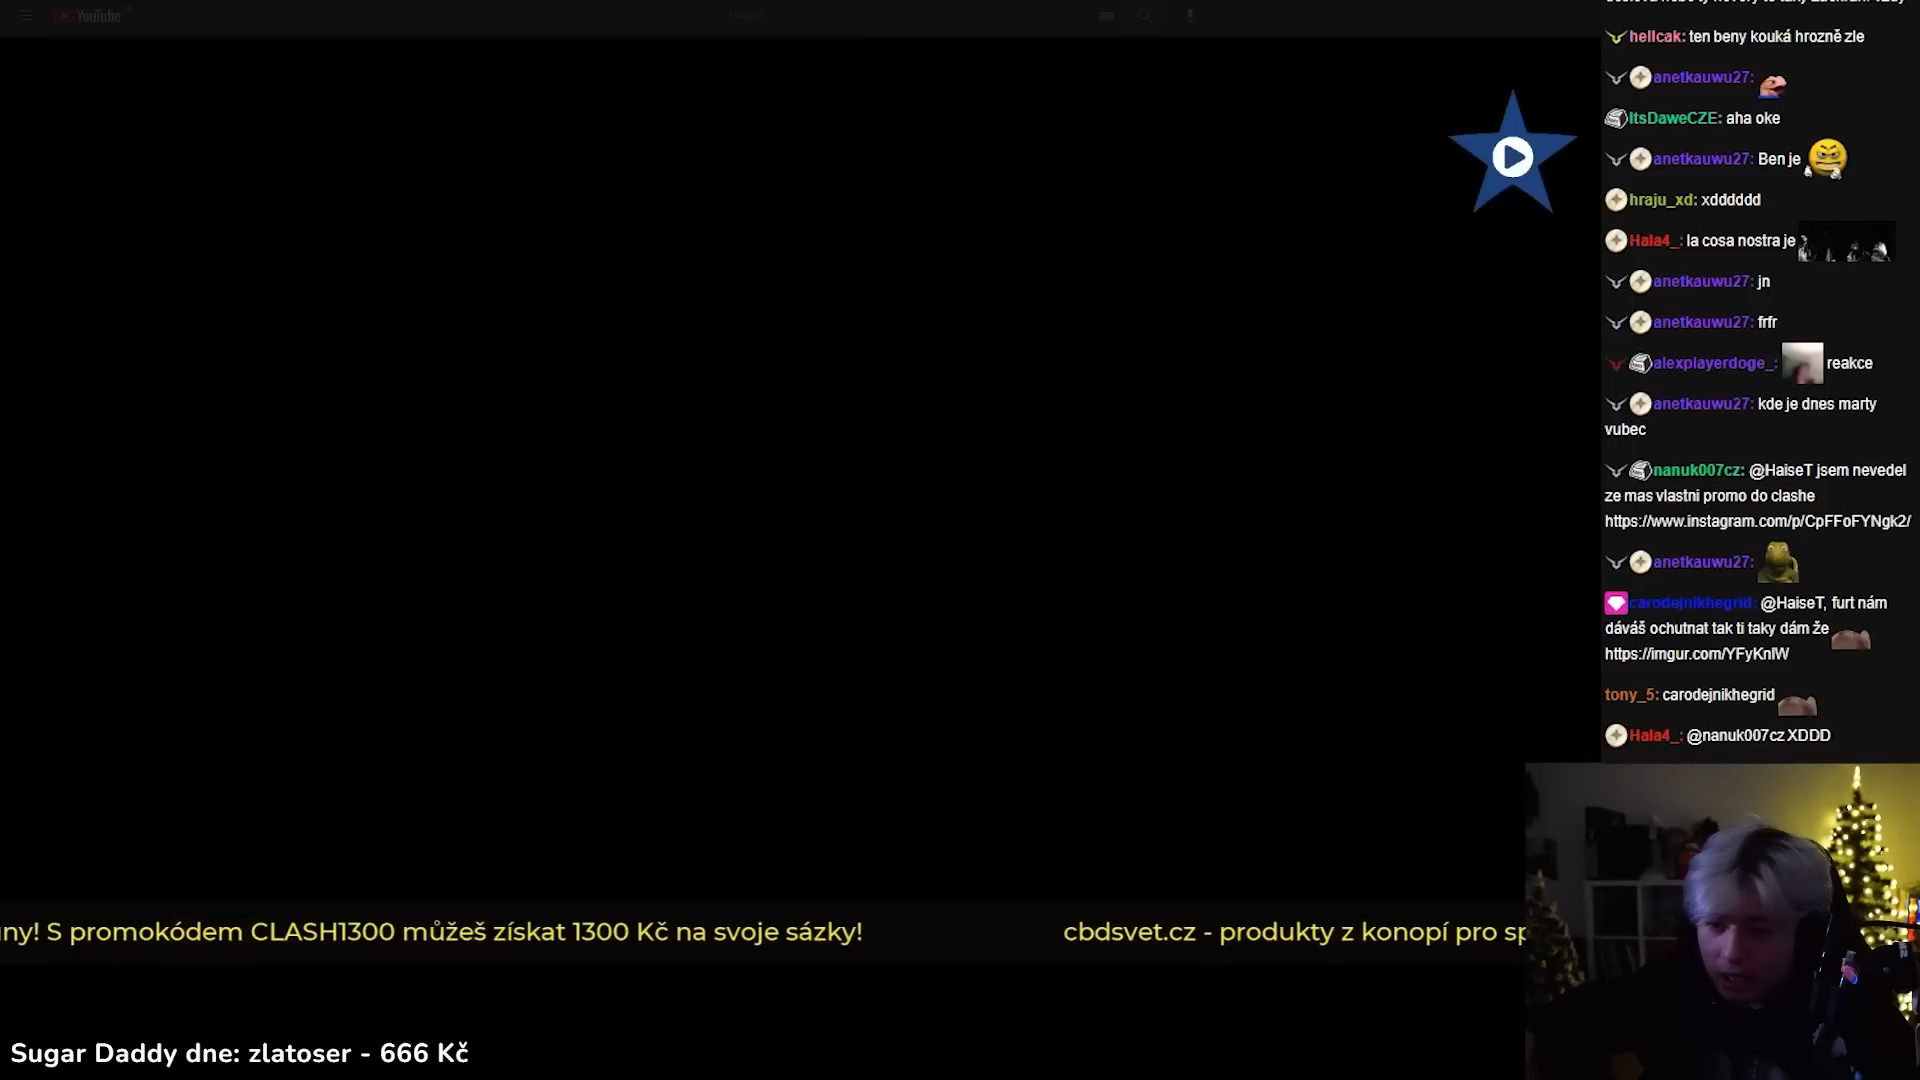 YouTube
hellcak: ten beny kouká hrozně zle
anetkauwu27:
ItsDaweCZE: aha oke
anetkauwu27: Ben je
hraju_xd: xdddddd
Hala4_: la cosa nostra je
anetkauwu27: jn
anetkauwu27: frfr
alexplayerdoge_: reakce
anetkauwu27: kde je dnes marty
vubec
nanuk007cz: @HaiseT jsem nevedel
ze mas vlastni promo do clashe
https://www.instagram.com/p/CpFFoFYNgk2/
anetkauwu27:
carodejnikhegrid: @HaiseT, furt nám
dáváš ochutnat tak ti taky dám že
https://imgur.com/YFyKnlW
tony_5: carodejnikhegrid
Hala4_: @nanuk007cz XDDD
ny! S promokódem CLASH1300 můžeš získat 1300 Kč na svoje sázky!
cbdsvet.cz - produkty z konopí pro sp
Sugar Daddy dne: zlatoser - 666 Kč